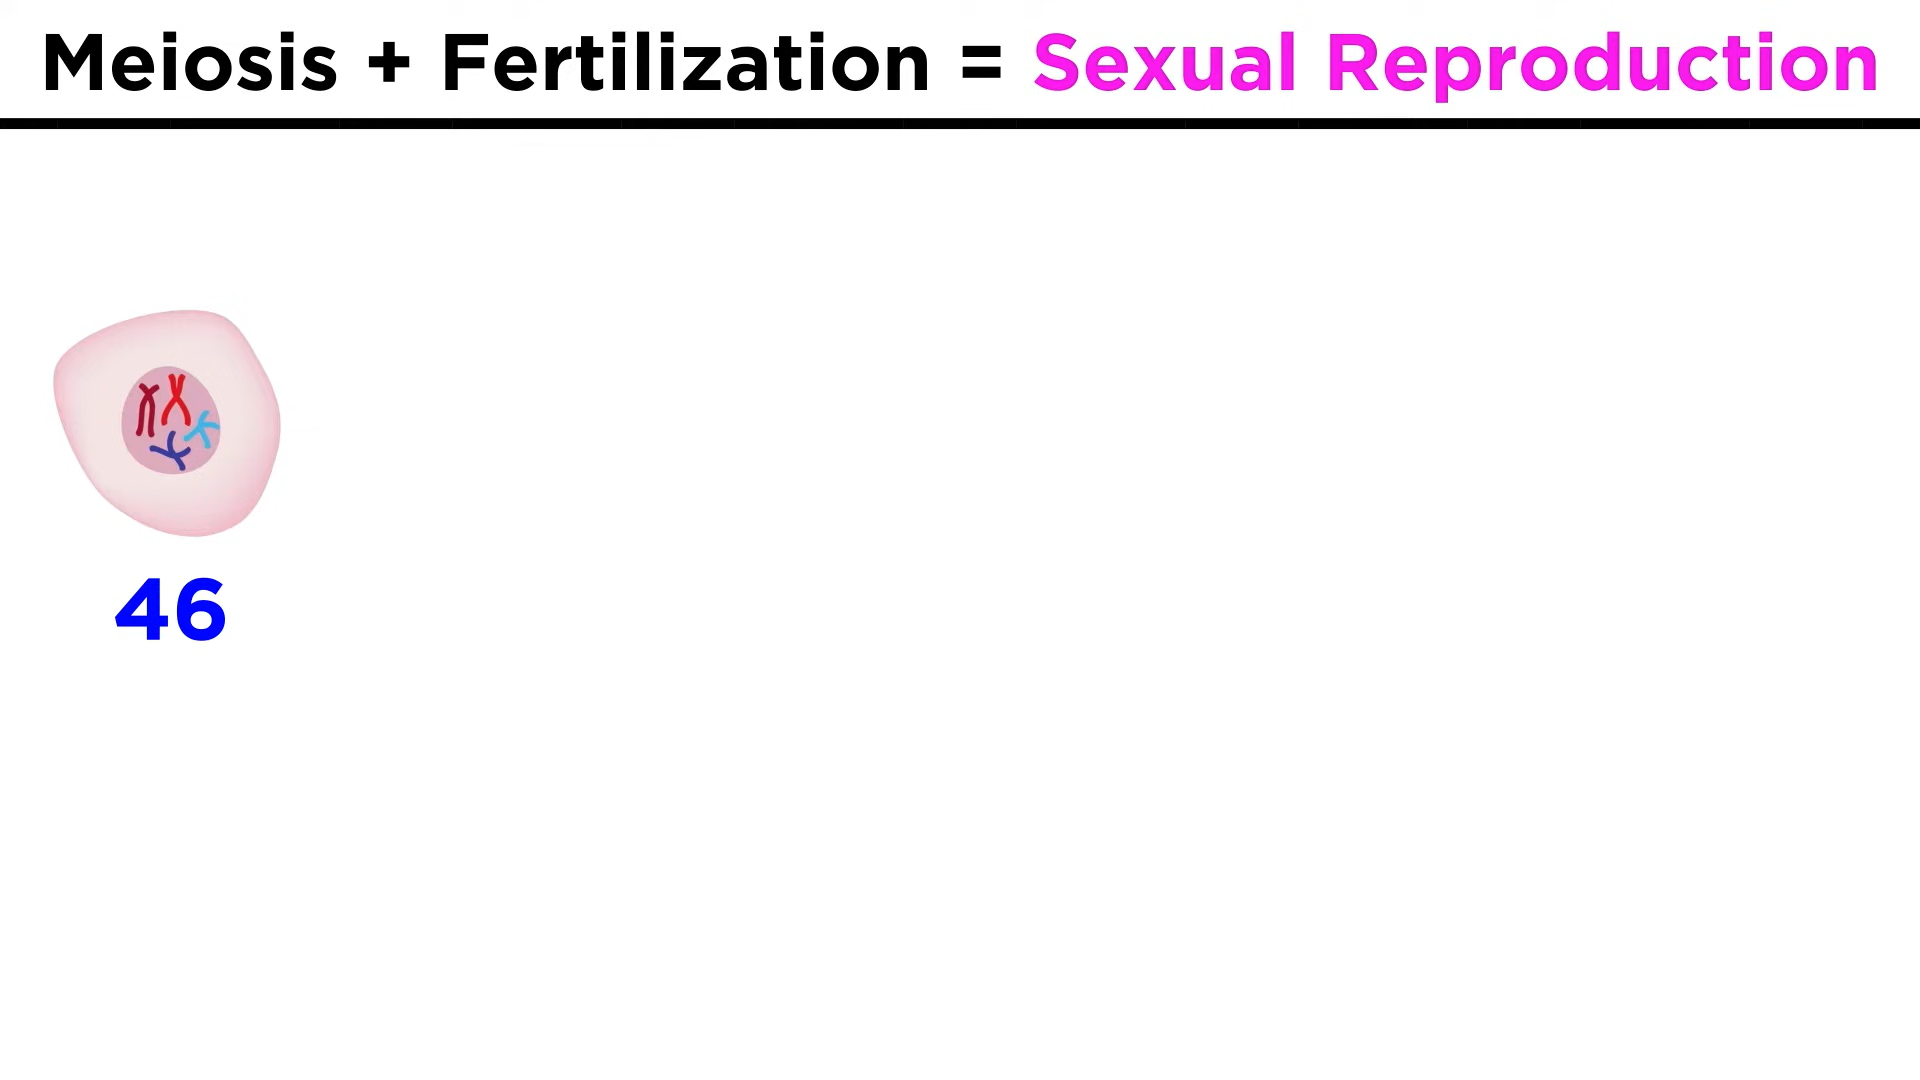 Meiosis + Fertilization = Sexual Reproduction
46